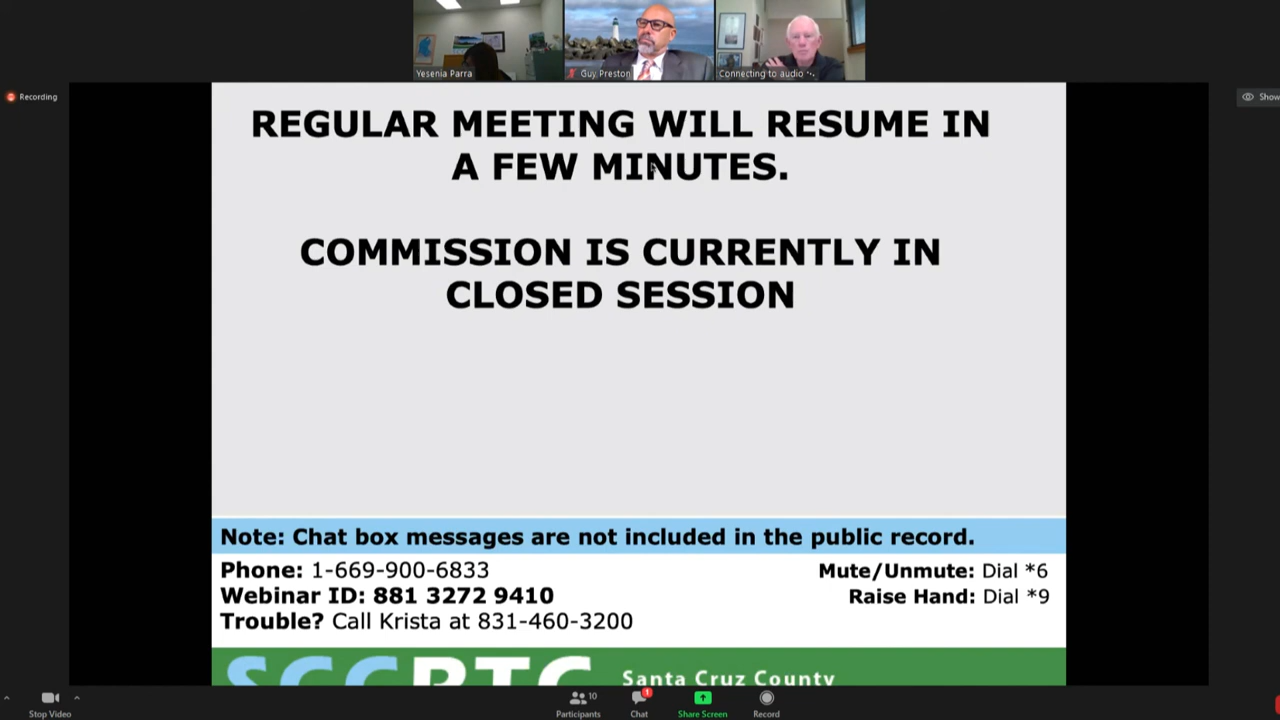 Yesenia Parra
Guy Preston
Connecting to audio
Recording
Show
REGULAR MEETING WILL RESUME IN
A FEW MINUTES.
COMMISSION IS CURRENTLY IN
CLOSED SESSION
Note: Chat box messages are not included in the public record.
Phone: 1-669-900-6833
Mute/Unmute: Dial *6
Webinar ID: 881 3272 9410
Raise Hand: Dial *9
Trouble? Call Krista at 831-460-3200
SCCRTC
Santa Cruz County
Stop Video
10
Participants
1
Chat
Share Screen
Record